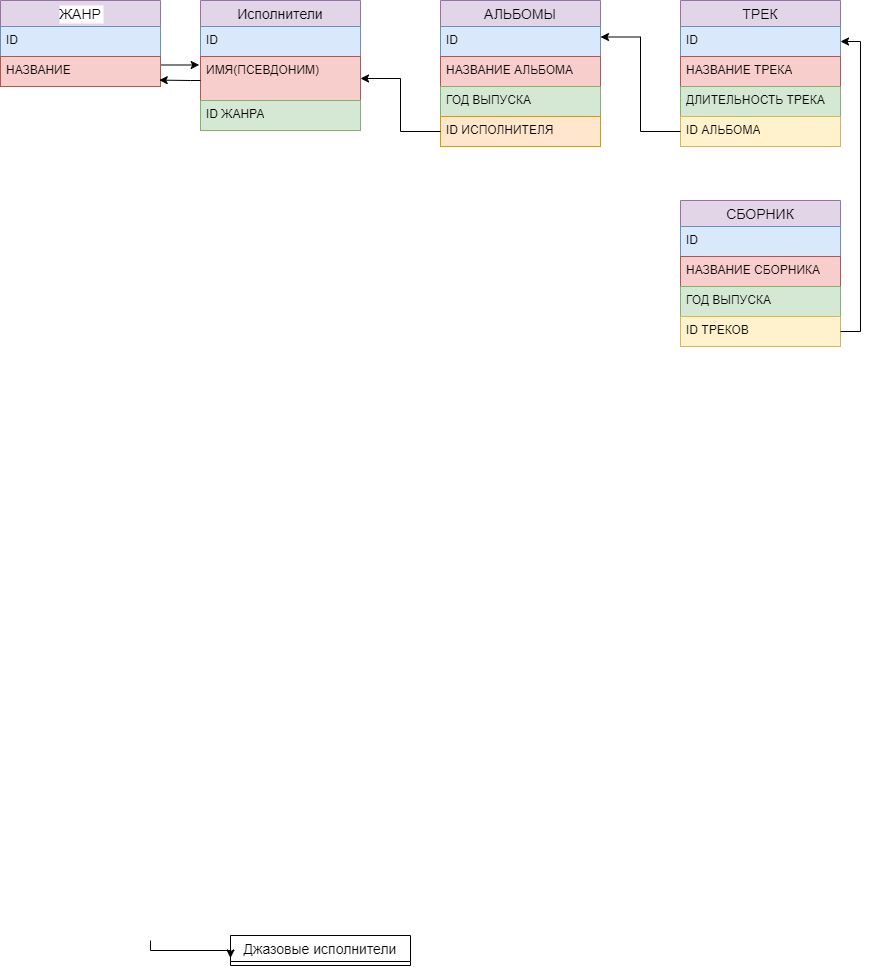 ЖАНР
ID
НАЗВАНИЕ
Исполнители
ID
ИМЯ(ПСЕВДОНИМ)
ID ЖАНРА
АЛЬБОМЫ
ID
НАЗВАНИЕ АЛЬБОМА
ГОД ВЫПУСКА
ID ИСПОЛНИТЕЛЯ
ТРЕК
ID
НАЗВАНИЕ ТРЕКА
ДЛИТЕЛЬНОСТЬ ТРЕКА
ID АЛЬБОМА
СБОРНИК
ID
НАЗВАНИЕ СБОРНИКА
ГОД ВЫПУСКА
ID ТРЕКОВ
Джазовые исполнители